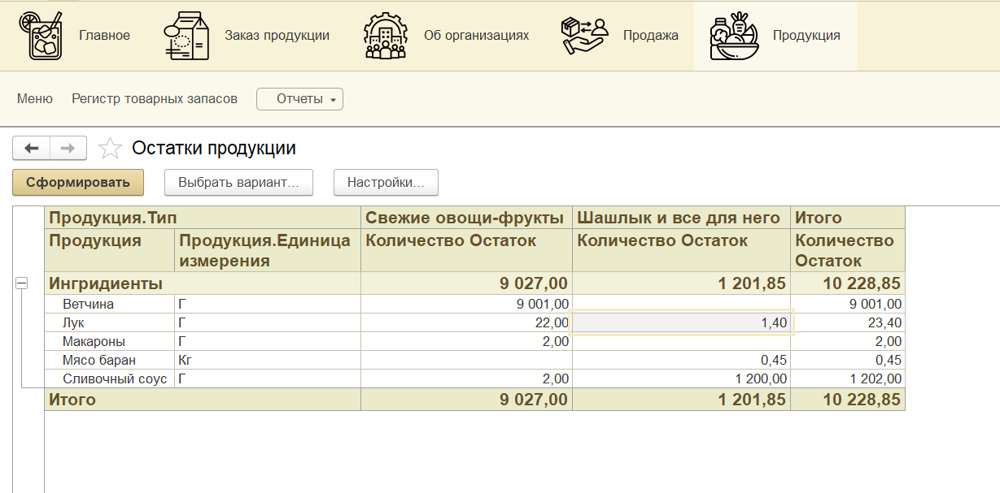 Главное Заказ продукции Об организациях Продажа Продукция
Меню Регистр товарных запасов Отчеты
Остатки продукции
Сформировать Выбрать вариант... Настройки...
Продукция.Тип Свежие овощи-фрукты Шашлык и все для него Итого
Продукция Продукция.Единица измерения Количество Остаток Количество Остаток Количество Остаток
Ингридиенты 9 027,00 1 201,85 10 228,85
Ветчина Г 9 001,00 9 001,00
Лук Г 22,00 1,40 23,40
Макароны Г 2,00 2,00
Мясо баран Кг 0,45 0,45
Сливочный соус Г 2,00 1 200,00 1 202,00
Итого 9 027,00 1 201,85 10 228,85